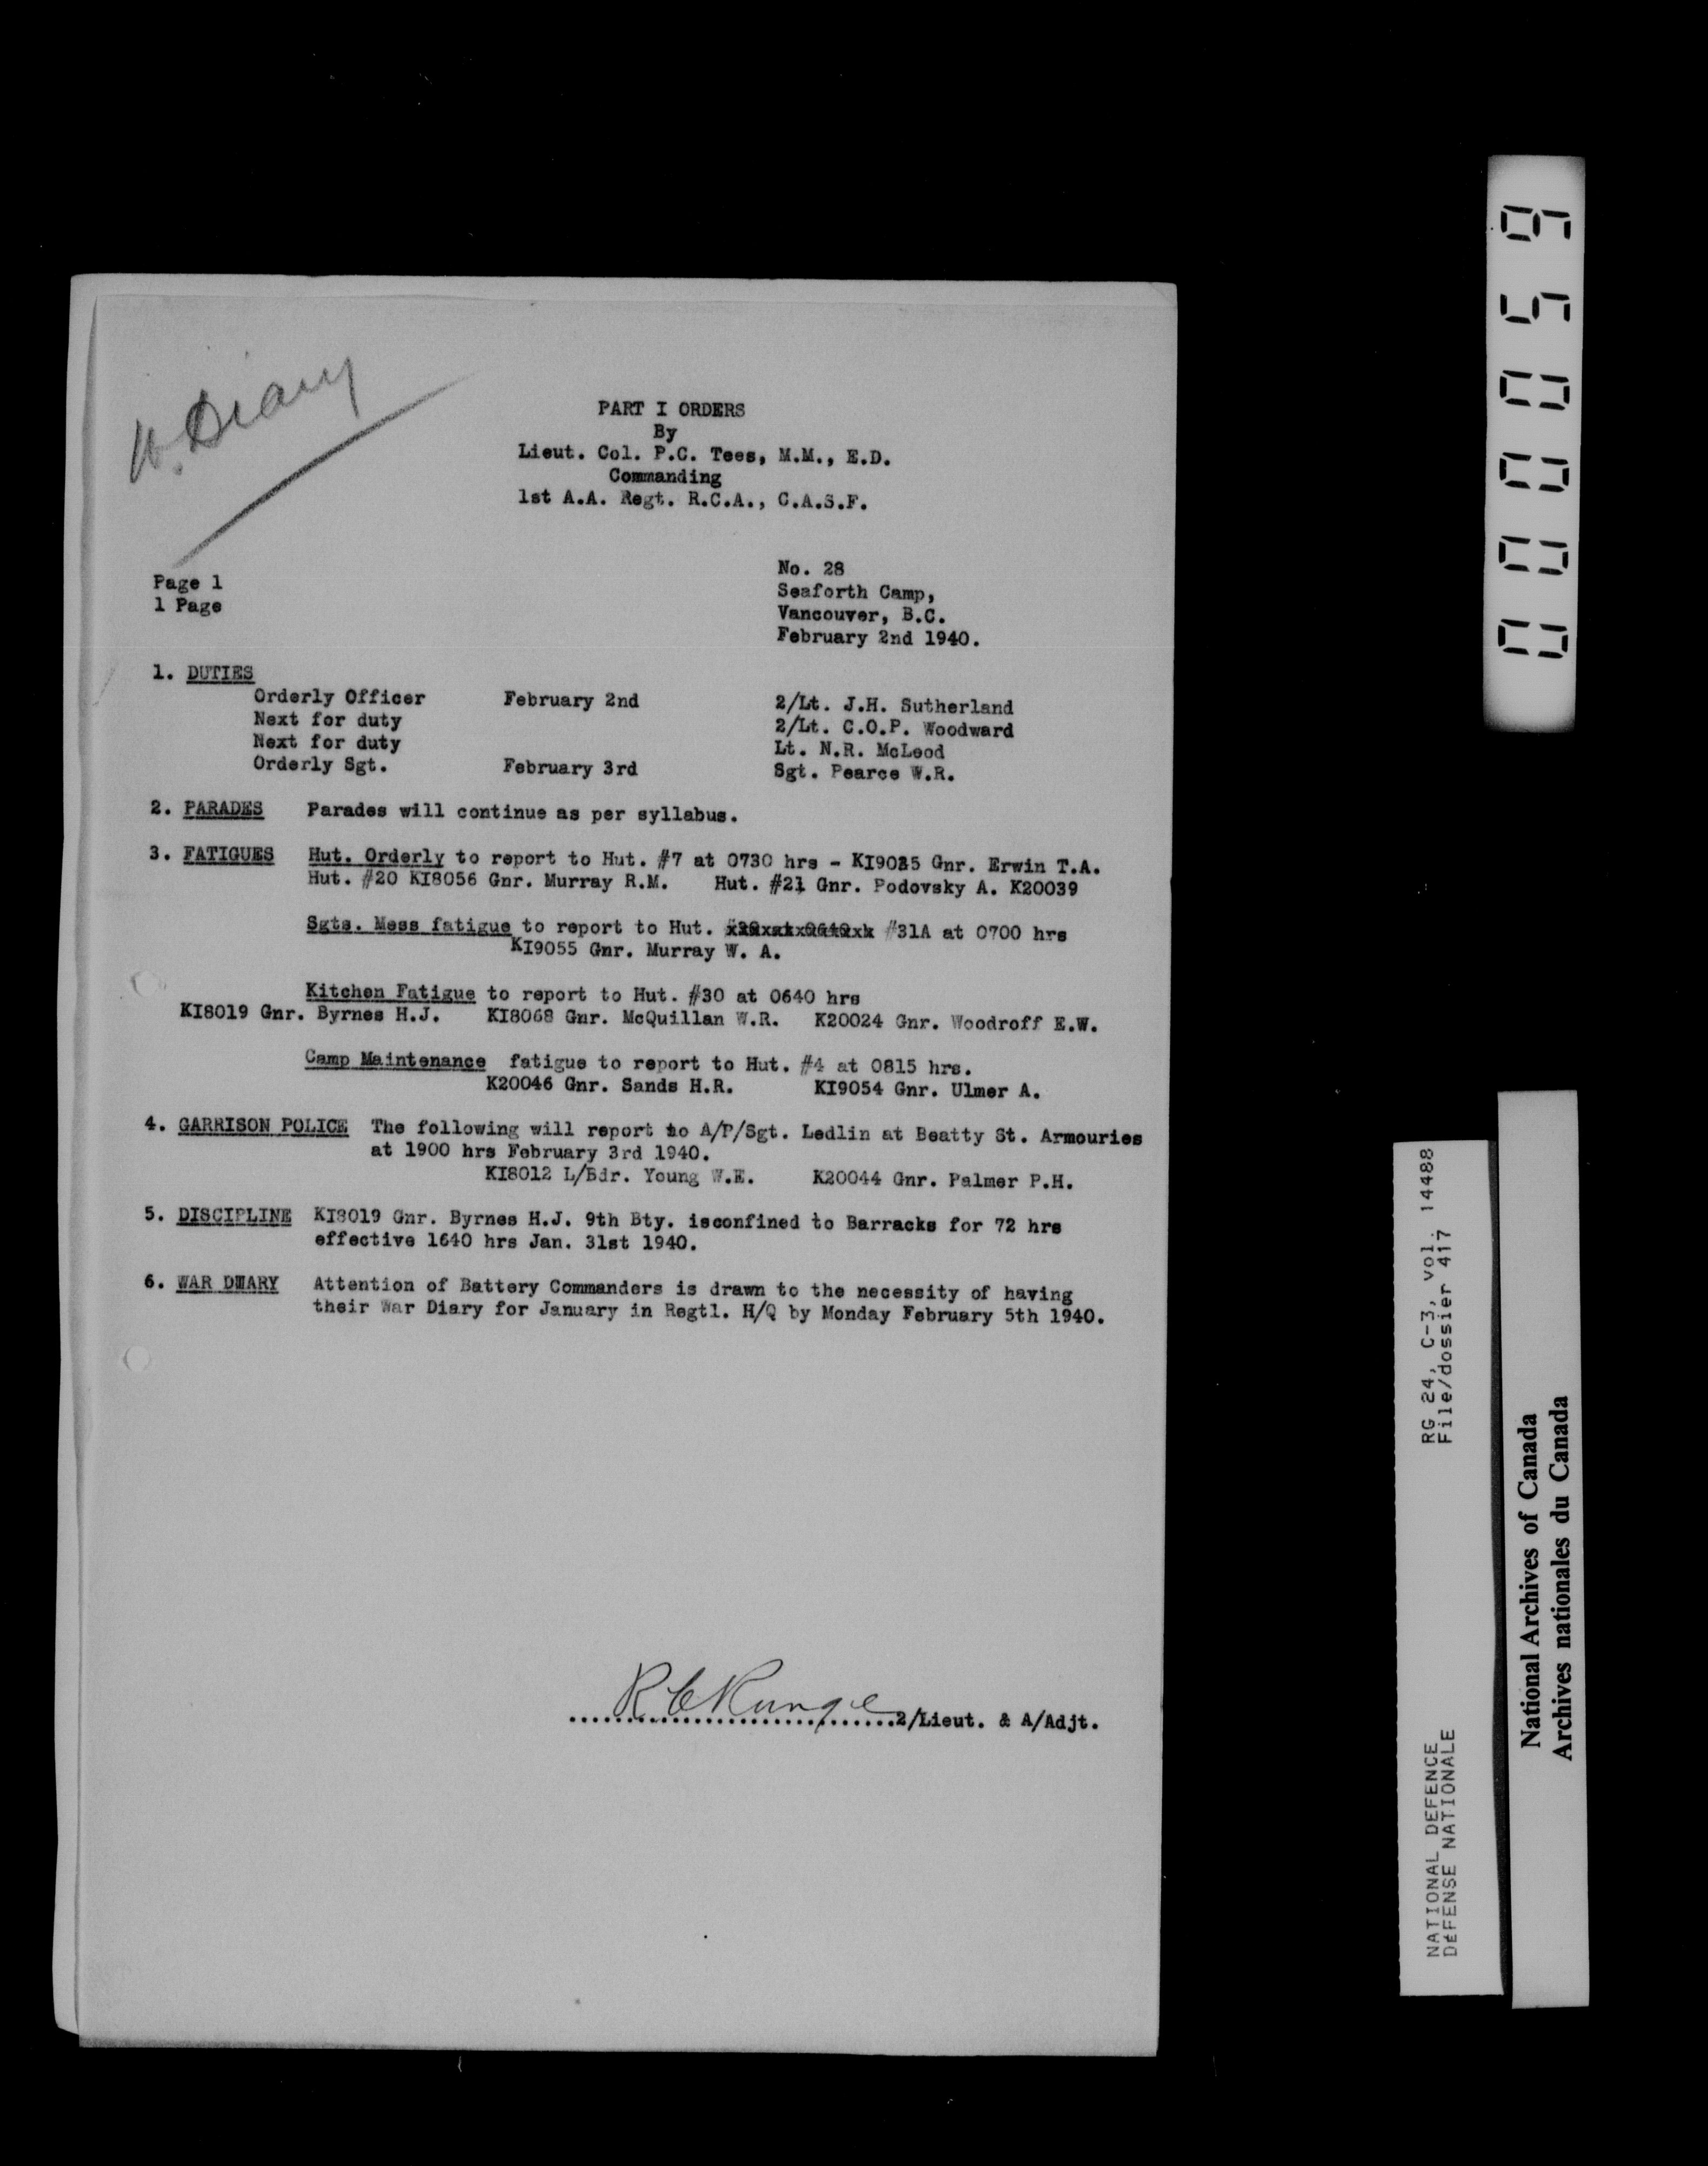 W. Diary
PART I ORDERS
By
Lieut. Col. P.C. Tees, M.M., E.D.
Commanding
1st A.A. Regt. R.C.A., C.A.S.F.
Page 1
1 Page
No. 28
Seaforth Camp,
Vancouver, B.C.
February 2nd 1940.
1. DUTIES
Orderly Officer February 2nd 2/Lt. J.H. Sutherland
Next for duty 2/Lt. C.O.P. Woodward
Next for duty Lt. N.R. McLeod
Orderly Sgt. February 3rd Sgt. Pearce W.R.
2. PARADES Parades will continue as per syllabus.
3. FATIGUES Hut. Orderly to report to Hut. #7 at 0730 hrs - KI9035 Gnr. Erwin T.A.
Hut. #20 KI8056 Gnr. Murray R.M. Hut. #21 Gnr. Podovsky A. K20039
Sgts. Mess fatigue to report to Hut. #31A at 0700 hrs
KI9055 Gnr. Murray W. A.
Kitchen Fatigue to report to Hut. #30 at 0640 hrs
KI8019 Gnr. Byrnes H.J. KI8068 Gnr. McQuillan W.R. K20024 Gnr. Woodroff E.W.
Camp Maintenance fatigue to report to Hut. #4 at 0815 hrs.
K20046 Gnr. Sands H.R. KI9054 Gnr. Ulmer A.
4. GARRISON POLICE The following will report to A/P/Sgt. Ledlin at Beatty St. Armouries
at 1900 hrs February 3rd 1940.
KI8012 L/Bdr. Young W.E. K20044 Gnr. Palmer P.H.
5. DISCIPLINE KI8019 Gnr. Byrnes H.J. 9th Bty. isconfined to Barracks for 72 hrs
effective 1640 hrs Jan. 31st 1940.
6. WAR DIARY Attention of Battery Commanders is drawn to the necessity of having
their War Diary for January in Regtl. H/Q by Monday February 5th 1940.
R C Runge
..............................2/Lieut. & A/Adjt.
000059
RG 24, C-3, vol. 14488
File/dossier 417
NATIONAL DEFENCE
DÉFENSE NATIONALE
National Archives of Canada
Archives nationales du Canada